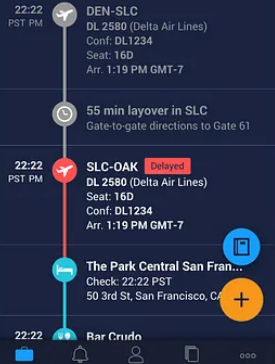 22:22
PST PM
DEN-SLC
DL 2580 (Delta Air Lines)
Conf: DL1234
Seat: 16D
Arr. 1:19 PM GMT-7
55 min layover in SLC
Gate-to-gate directions to Gate 61
22:22
PST PM
SLC-OAK Delayed
DL 2580 (Delta Air Lines)
Seat: 16D
Conf: DL1234
Arr. 1:19 PM GMT-7
The Park Central San Fran...
Check: 22:22 PST
50 3rd St, San Francisco, CA
22:22
Bar Crudo